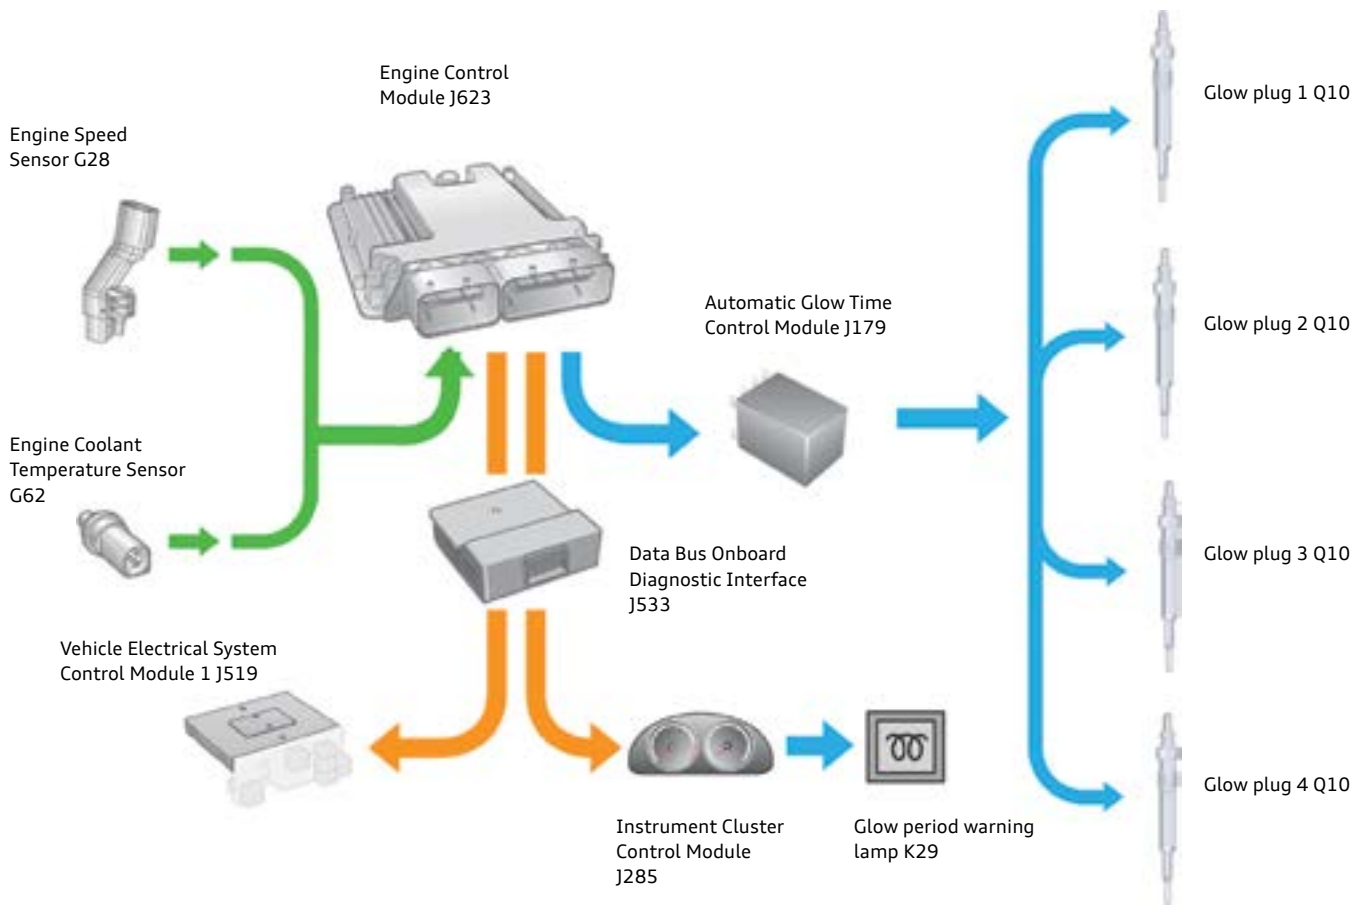 Engine Control
Module J623
Engine Speed
Sensor G28
Glow plug 1 Q10
Automatic Glow Time
Control Module J179
Glow plug 2 Q10
Engine Coolant
Temperature Sensor
G62
Data Bus Onboard
Diagnostic Interface
J533
Glow plug 3 Q10
Vehicle Electrical System
Control Module 1 J519
Glow plug 4 Q10
Instrument Cluster
Control Module
J285
Glow period warning
lamp K29